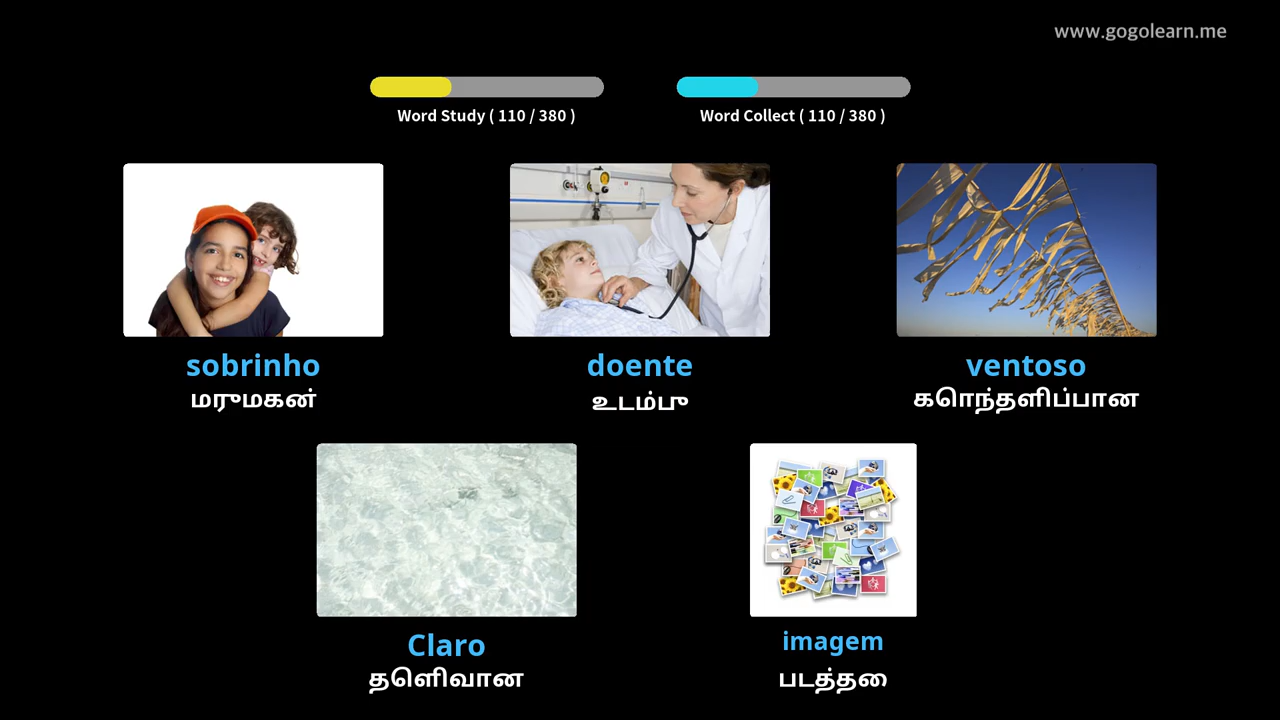 www.gogolearn.me
Word Study ( 110 / 380 )
Word Collect ( 110 / 380 )
sobrinho
மருமகன்
doente
உடம்பு
ventoso
கொந்தளிப்பான
Claro
தெளிவான
imagem
படத்தை